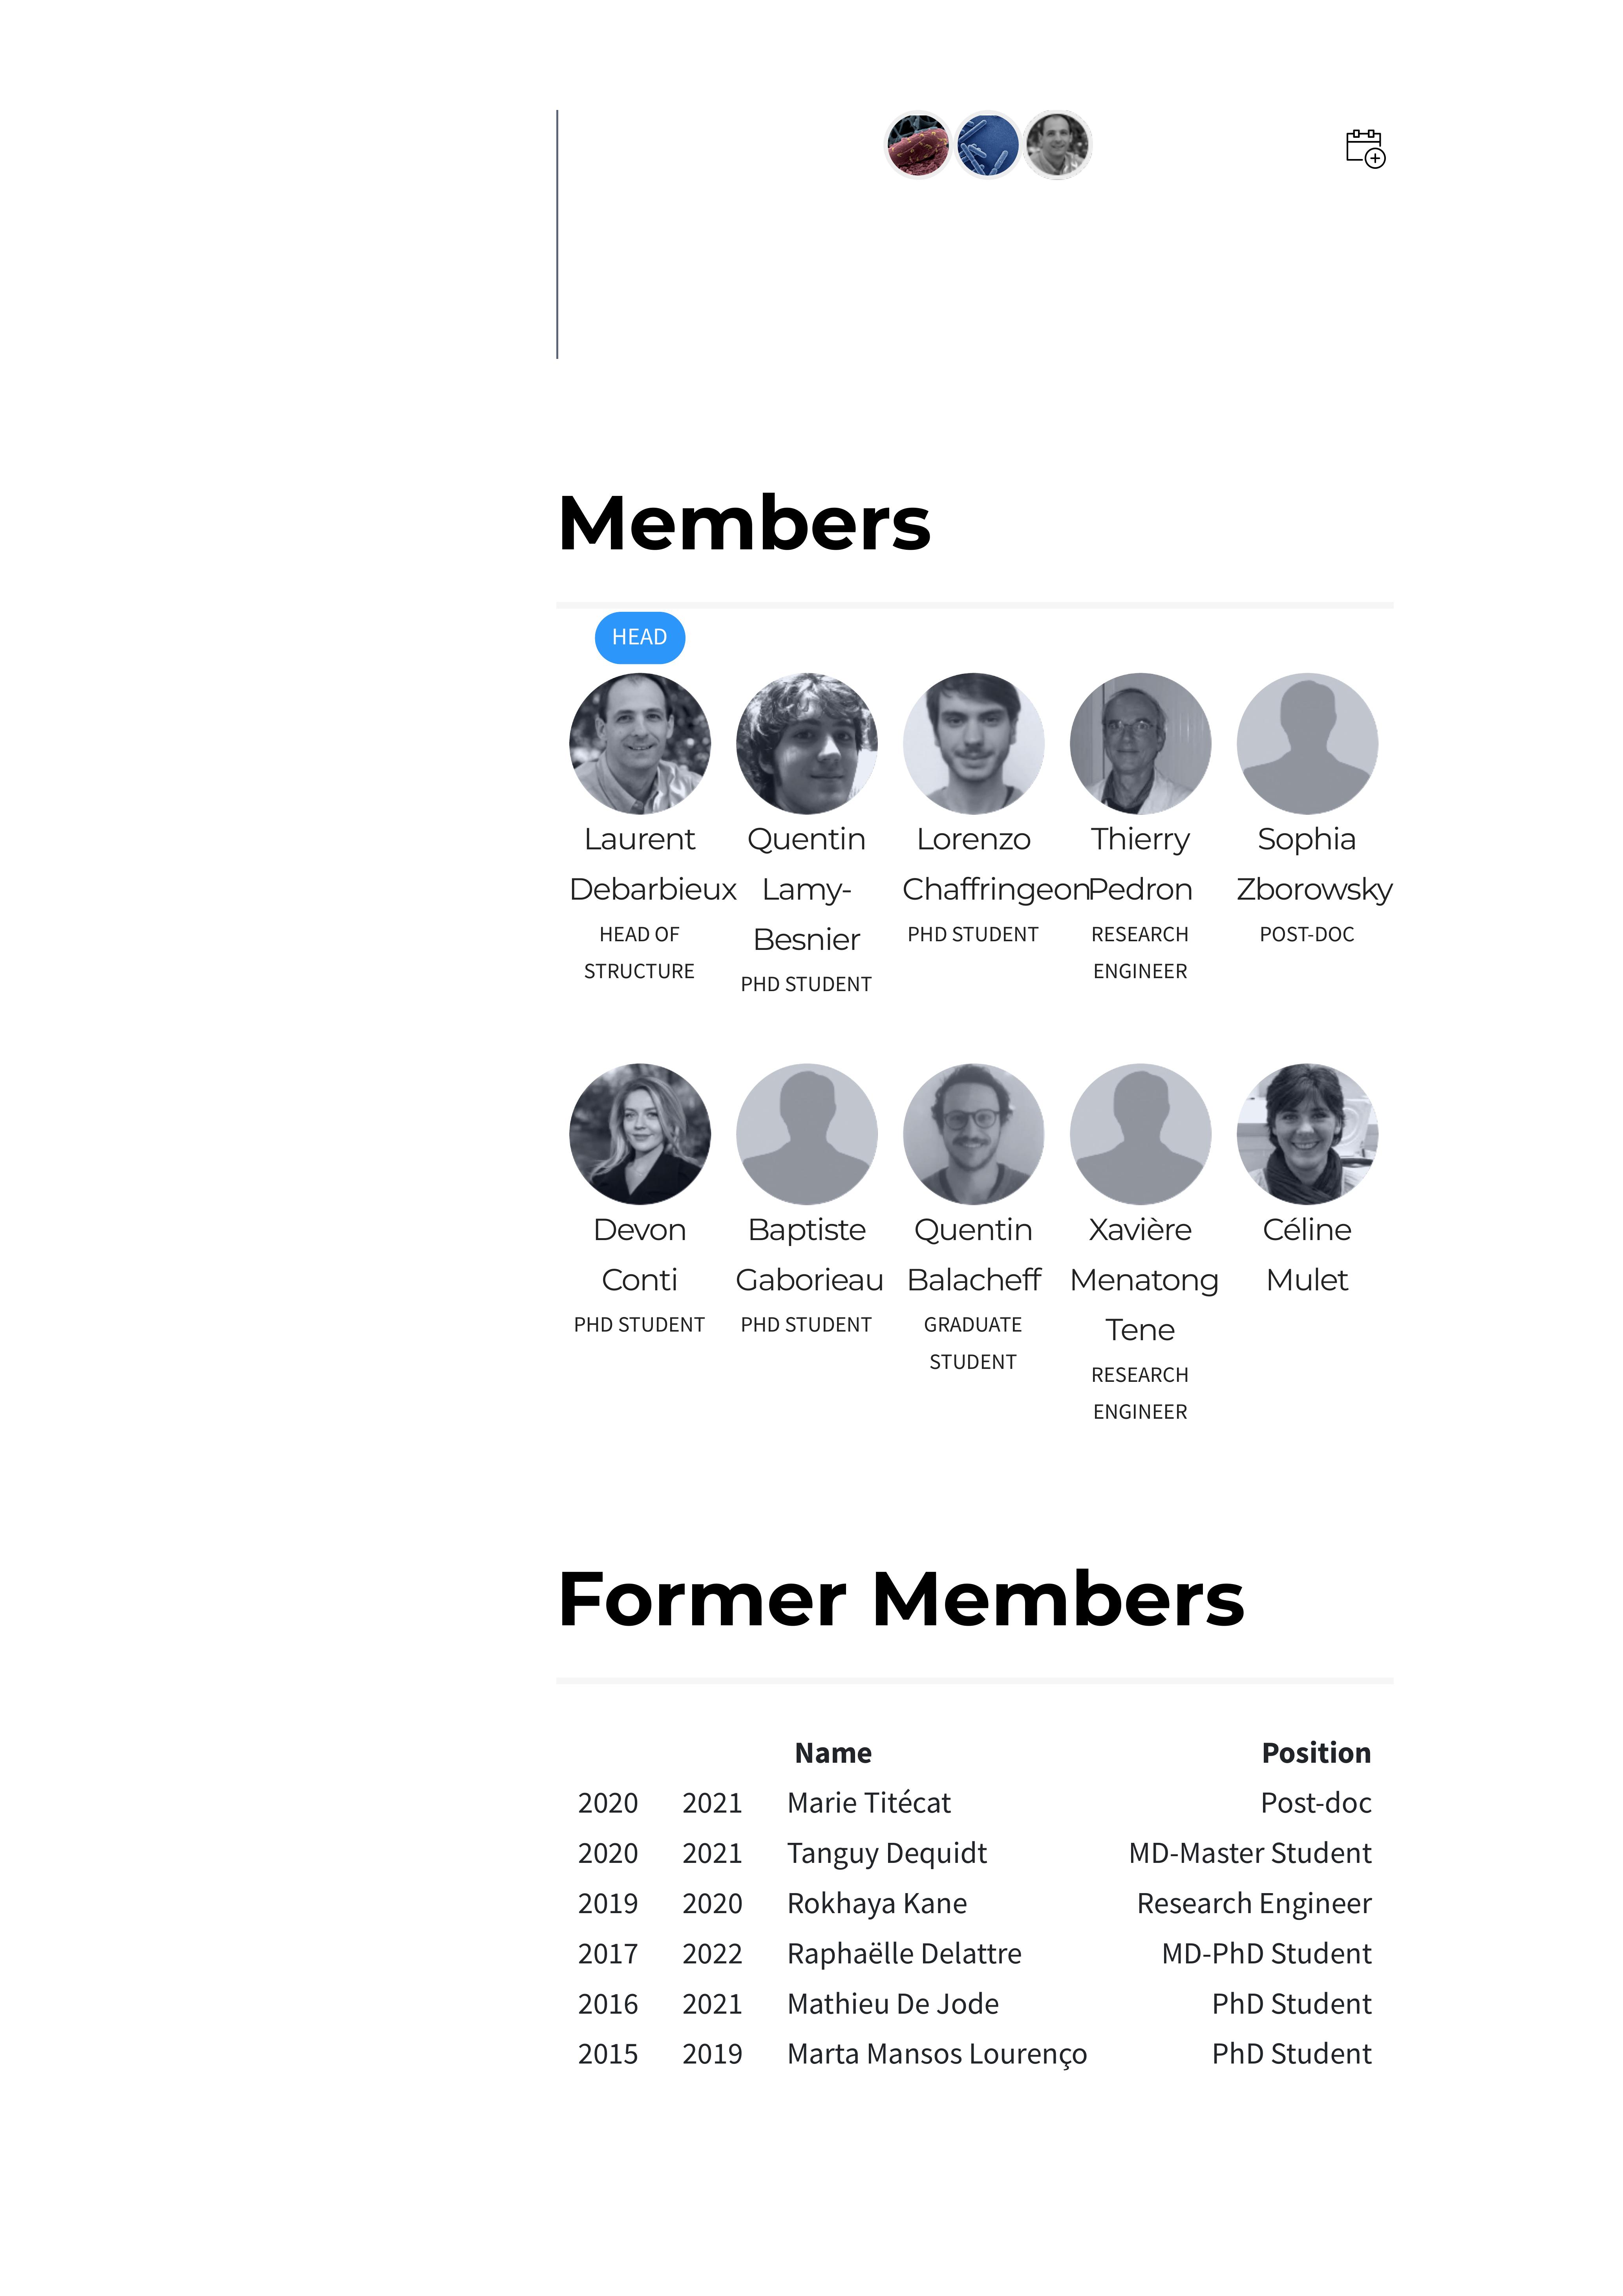 Members
HEAD
Laurent
Debarbieux
HEAD OF
STRUCTURE
Quentin
Lamy-
Besnier
PHD STUDENT
Lorenzo
Chaffringeon
PHD STUDENT
Thierry
Pedron
RESEARCH
ENGINEER
Sophia
Zborowsky
POST-DOC
Devon
Conti
PHD STUDENT
Baptiste
Gaborieau
PHD STUDENT
Quentin
Balacheff
GRADUATE
STUDENT
Xavière
Menatong
Tene
RESEARCH
ENGINEER
Céline
Mulet
Former Members
Name Position
2020 2021 Marie Titécat Post-doc
2020 2021 Tanguy Dequidt MD-Master Student
2019 2020 Rokhaya Kane Research Engineer
2017 2022 Raphaëlle Delattre MD-PhD Student
2016 2021 Mathieu De Jode PhD Student
2015 2019 Marta Mansos Lourenço PhD Student